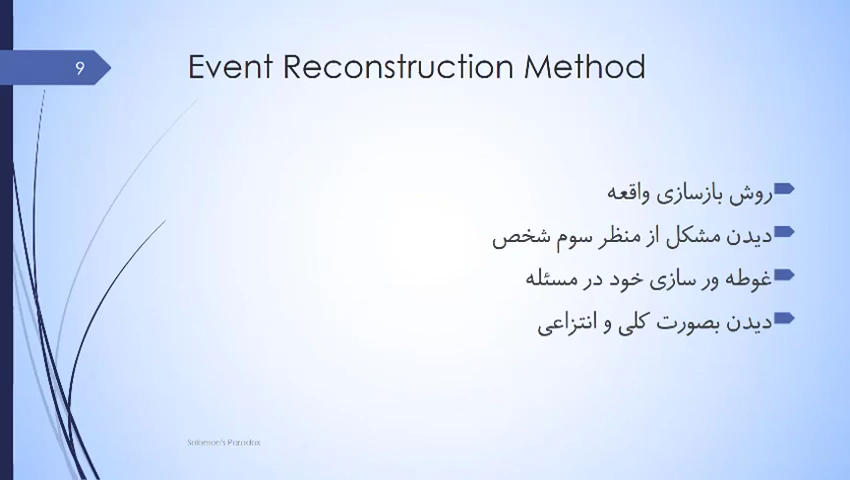 9
Event Reconstruction Method
روش بازسازی واقعه
دیدن مشکل از منظر سوم شخص
غوطه ور سازی خود در مسئله
دیدن بصورت کلی و انتزاعی
Solomon's Paradox